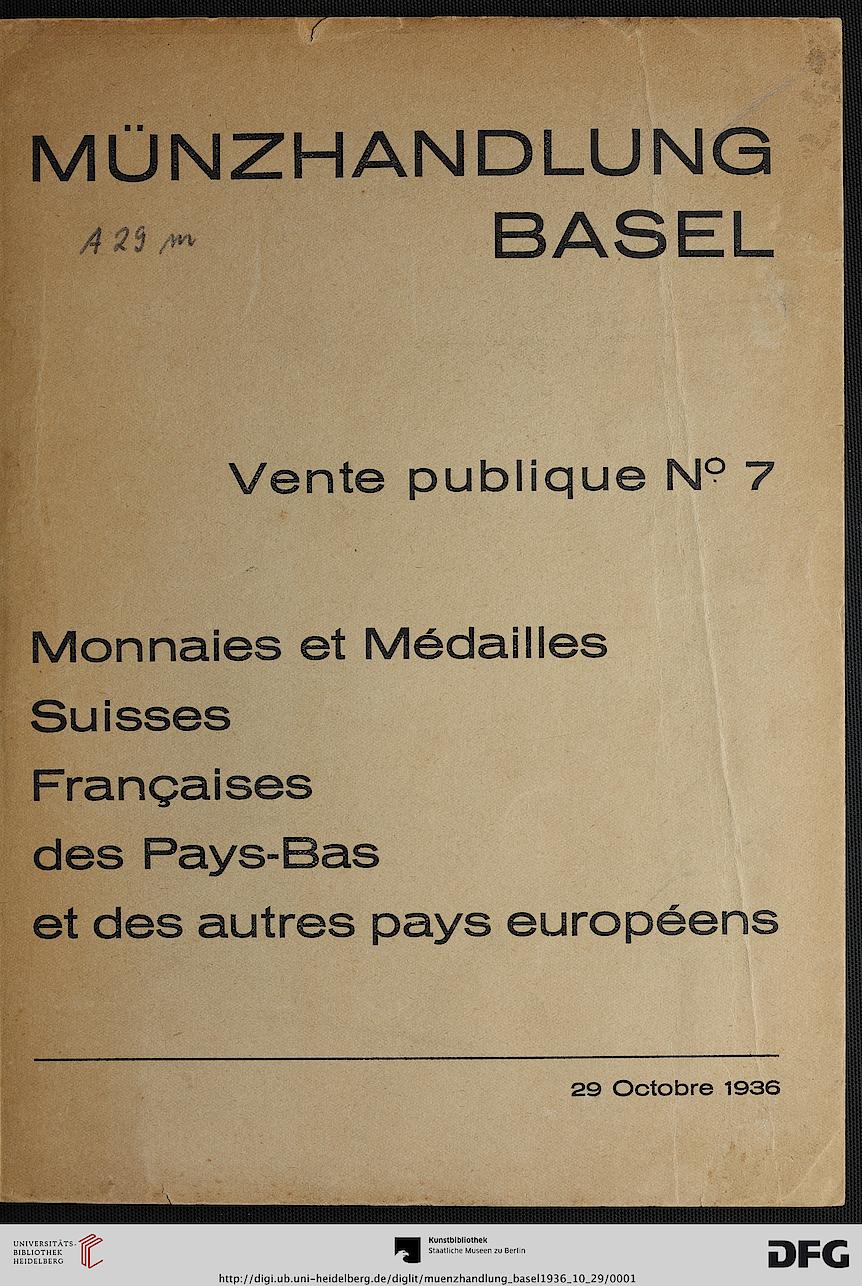 MÜNZHANDLUNG
BASEL
A 29 m
Vente publique Nº 7
Monnaies et Médailles
Suisses
Françaises
des Pays-Bas
et des autres pays européens
29 Octobre 1936
UNIVERSITÄTS-
BIBLIOTHEK
HEIDELBERG
Kunstbibliothek
Staatliche Museen zu Berlin
DFG
http://digi.ub.uni-heidelberg.de/diglit/muenzhandlung_basel1936_10_29/0001